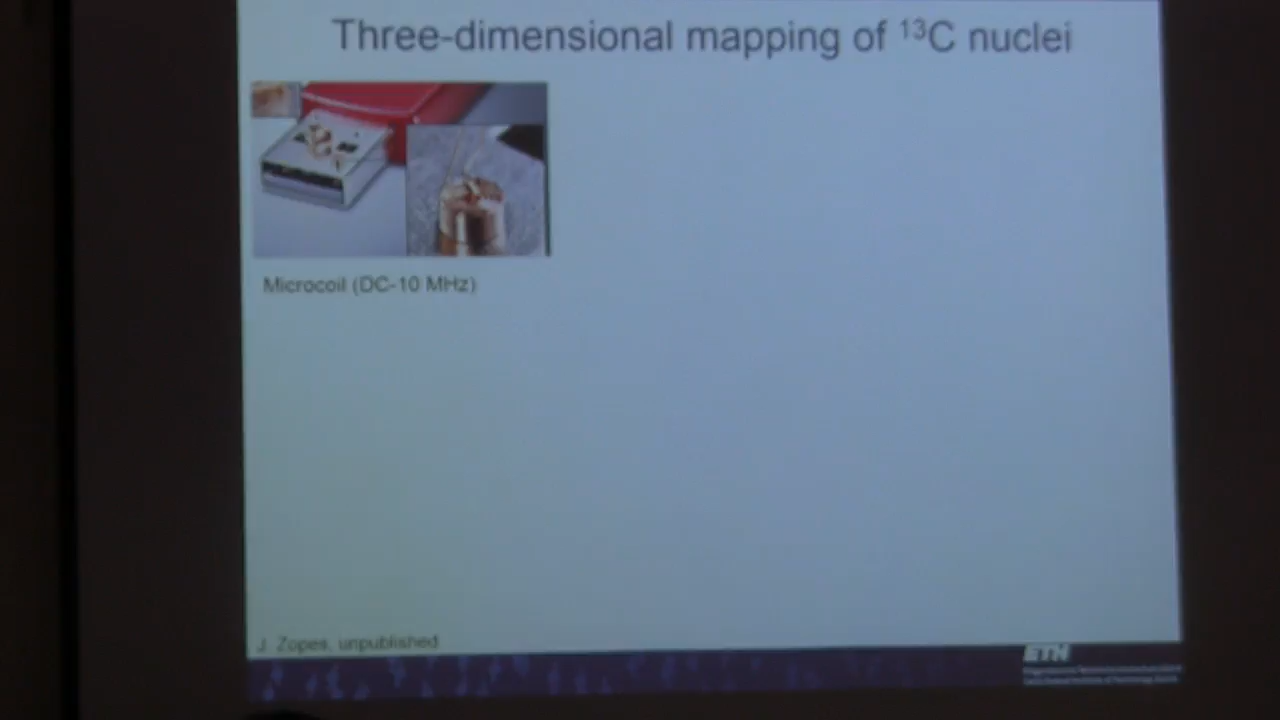 Three-dimensional mapping of ¹³C nuclei
Microcoil (DC-10 MHz)
J. Zopes, unpublished
ETH